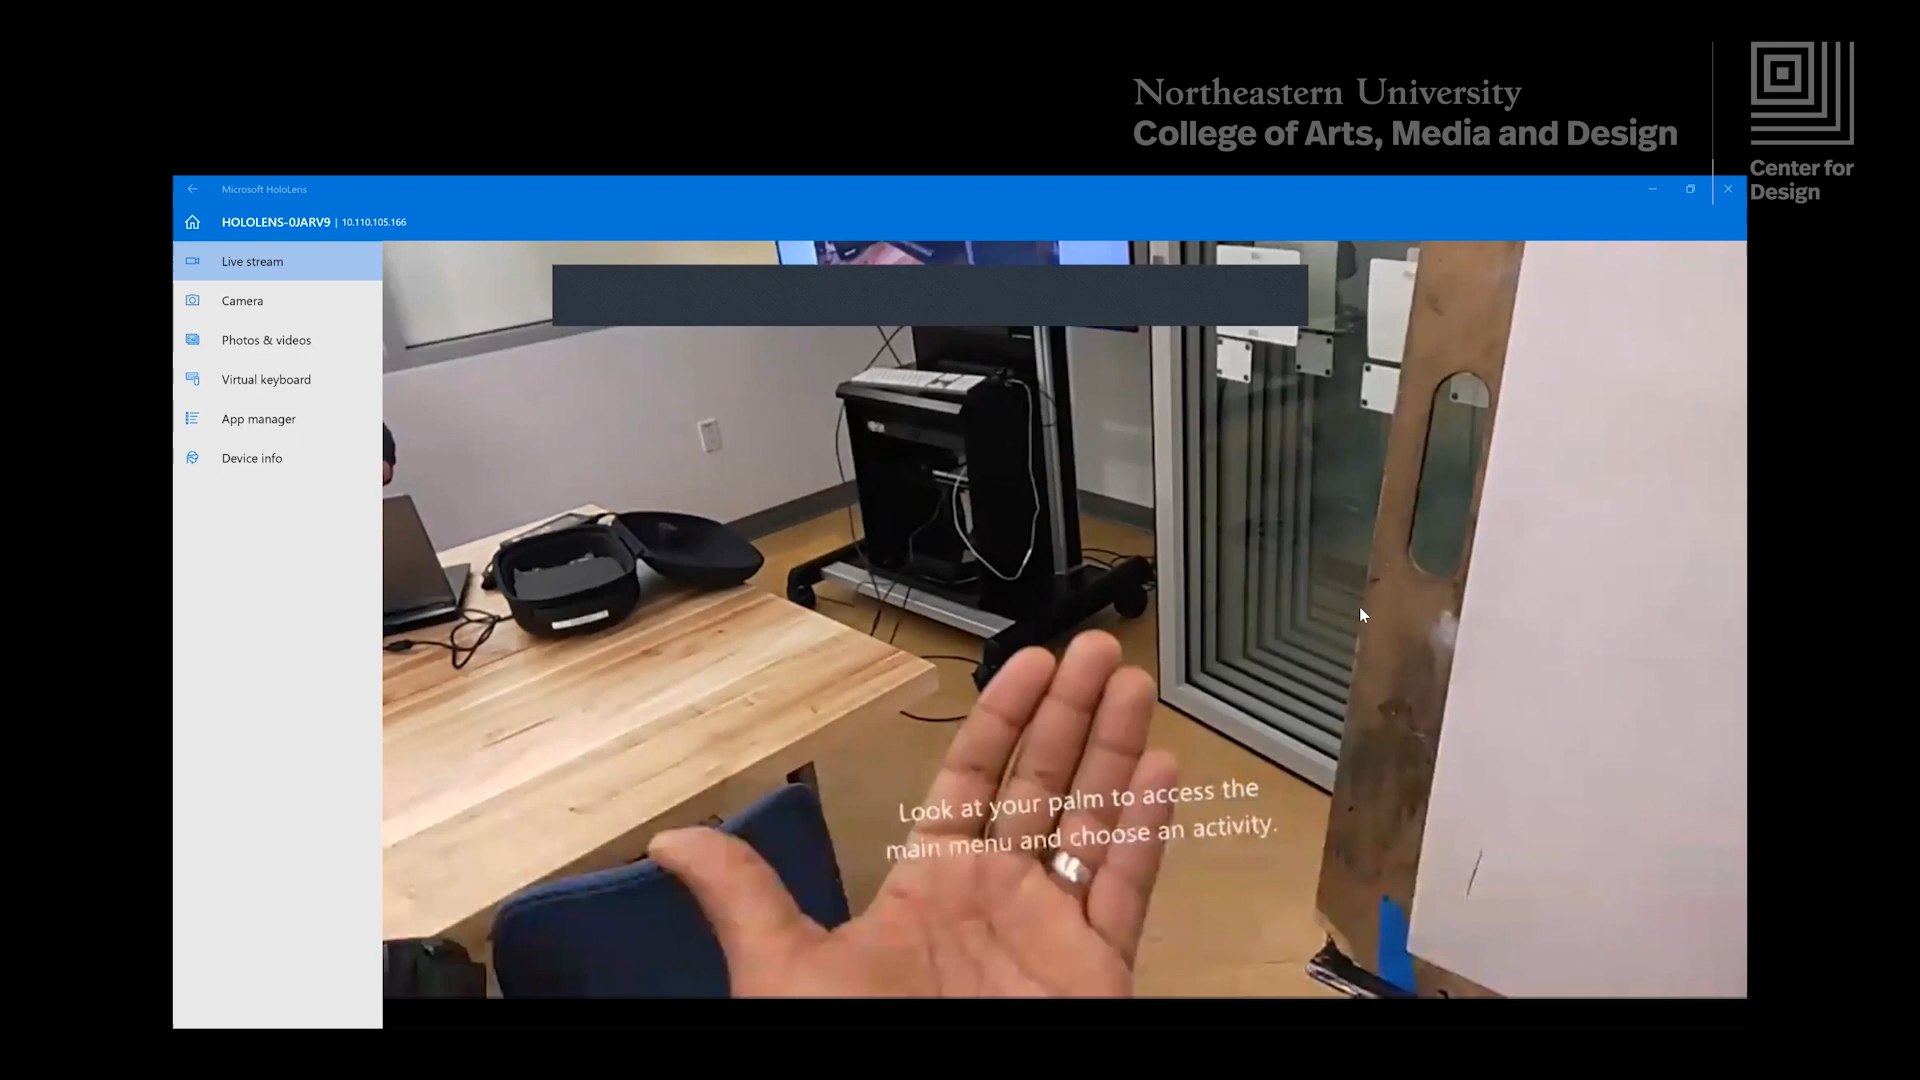 Northeastern University
College of Arts, Media and Design
Center for
Design
Microsoft HoloLens
HOLOLENS-0JARV9 | 10.110.105.166
Live stream
Camera
Photos & videos
Virtual keyboard
App manager
Device info
Look at your palm to access the
main menu and choose an activity.